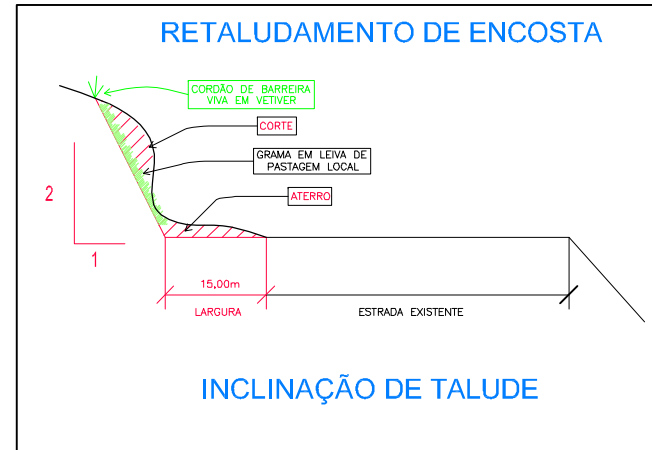 RETALUDAMENTO DE ENCOSTA
CORDÃO DE BARREIRA
VIVA EM VETIVER
CORTE
GRAMA EM LEIVA DE
PASTAGEM LOCAL
ATERRO
2
1
15,00m
LARGURA
ESTRADA EXISTENTE
INCLINAÇÃO DE TALUDE